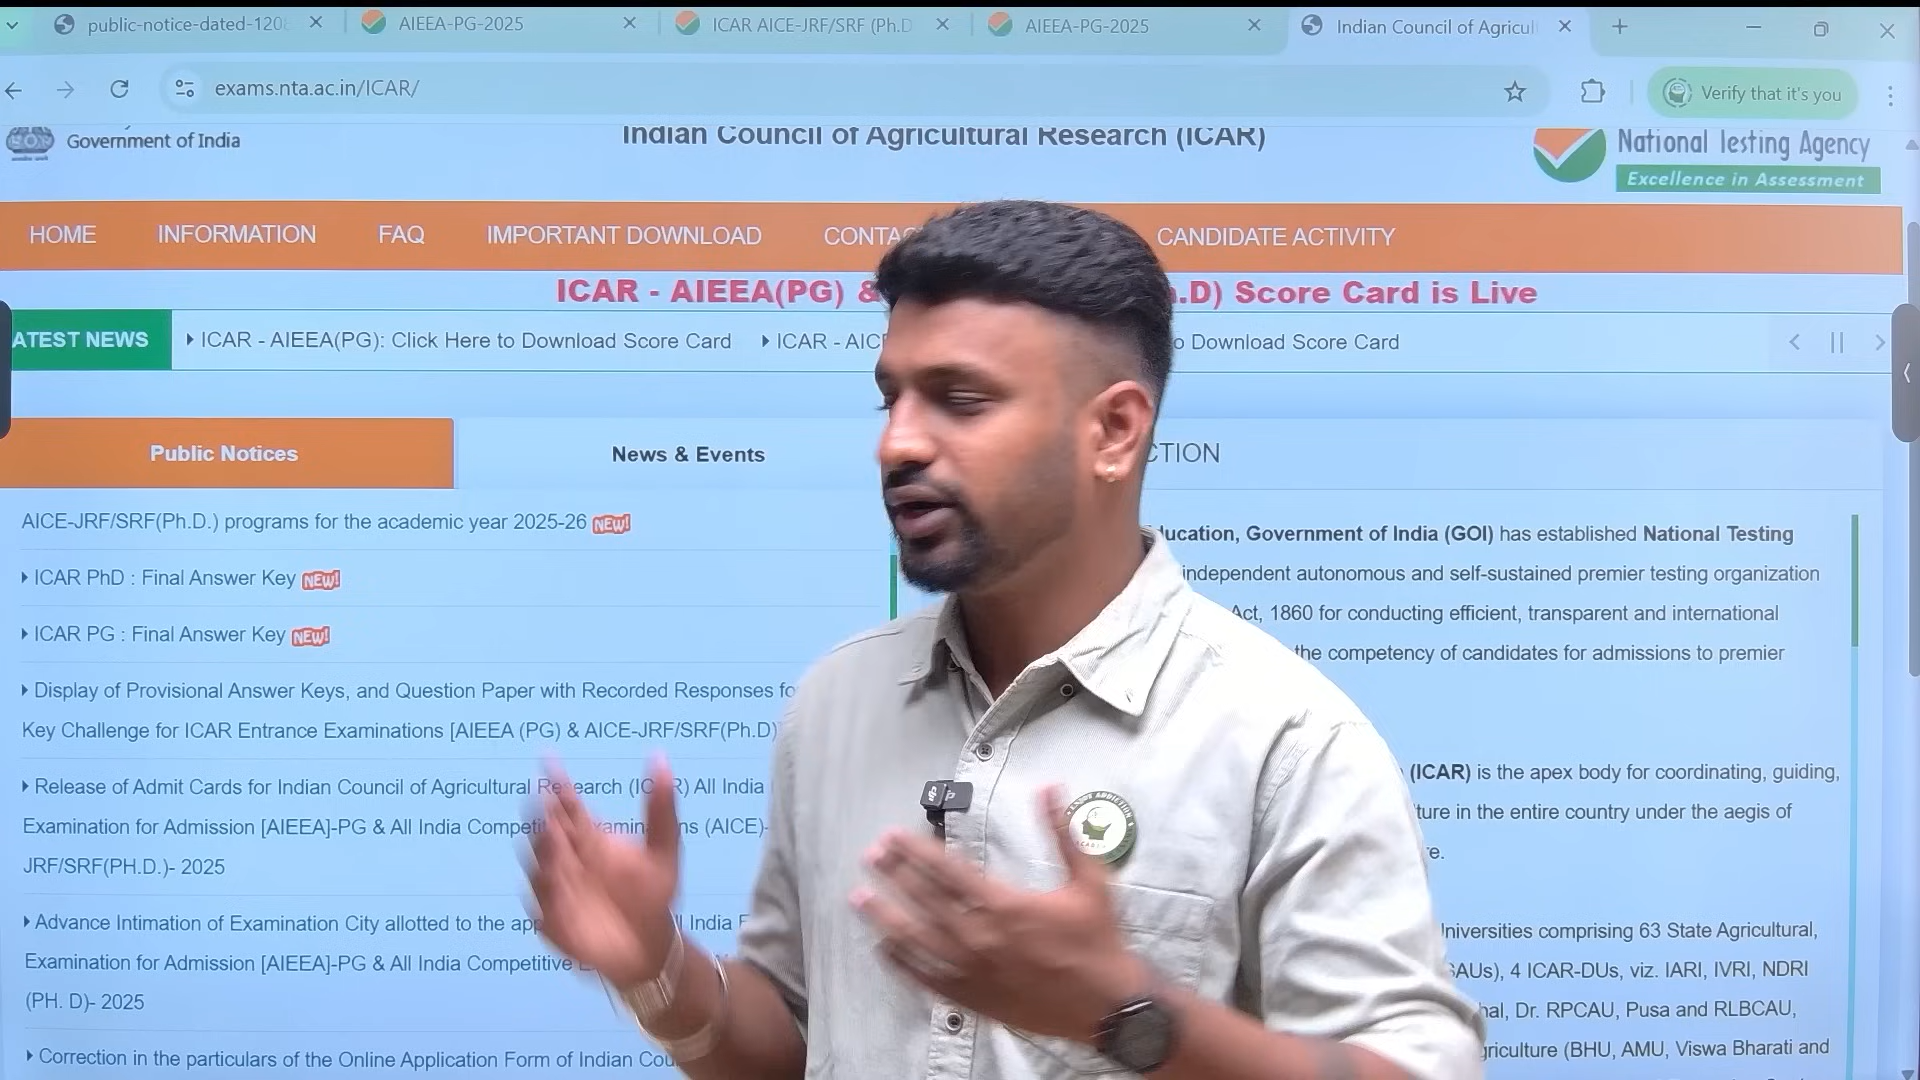 public-notice-dated-1208
AIEEA-PG-2025
ICAR AICE-JRF/SRF (Ph.D
AIEEA-PG-2025
Indian Council of Agricul
exams.nta.ac.in/ICAR/
Verify that it's you
Government of India
Indian Council of Agricultural Research (ICAR)
National Testing Agency
Excellence in Assessment
HOME INFORMATION FAQ IMPORTANT DOWNLOAD CONTAC CANDIDATE ACTIVITY
ICAR - AIEEA(PG) & .D) Score Card is Live
ATEST NEWS
ICAR - AIEEA(PG): Click Here to Download Score Card ICAR - AIC o Download Score Card
Public Notices
News & Events
CTION
AICE-JRF/SRF(Ph.D.) programs for the academic year 2025-26 NEW!
ICAR PhD : Final Answer Key NEW!
ICAR PG : Final Answer Key NEW!
Display of Provisional Answer Keys, and Question Paper with Recorded Responses fo
Key Challenge for ICAR Entrance Examinations [AIEEA (PG) & AICE-JRF/SRF(Ph.D)
Release of Admit Cards for Indian Council of Agricultural Research (ICAR) All India
Examination for Admission [AIEEA]-PG & All India Competit xaminations (AICE)-
JRF/SRF(PH.D.)- 2025
Advance Intimation of Examination City allotted to the app ll India E
Examination for Admission [AIEEA]-PG & All India Competitive E
(PH. D)- 2025
Correction in the particulars of the Online Application Form of Indian Cou
ucation, Government of India (GOI) has established National Testing
independent autonomous and self-sustained premier testing organization
Act, 1860 for conducting efficient, transparent and international
the competency of candidates for admissions to premier
(ICAR) is the apex body for coordinating, guiding,
ture in the entire country under the aegis of
re.
Universities comprising 63 State Agricultural,
SAUs), 4 ICAR-DUs, viz. IARI, IVRI, NDRI
hal, Dr. RPCAU, Pusa and RLBCAU,
griculture (BHU, AMU, Viswa Bharati and